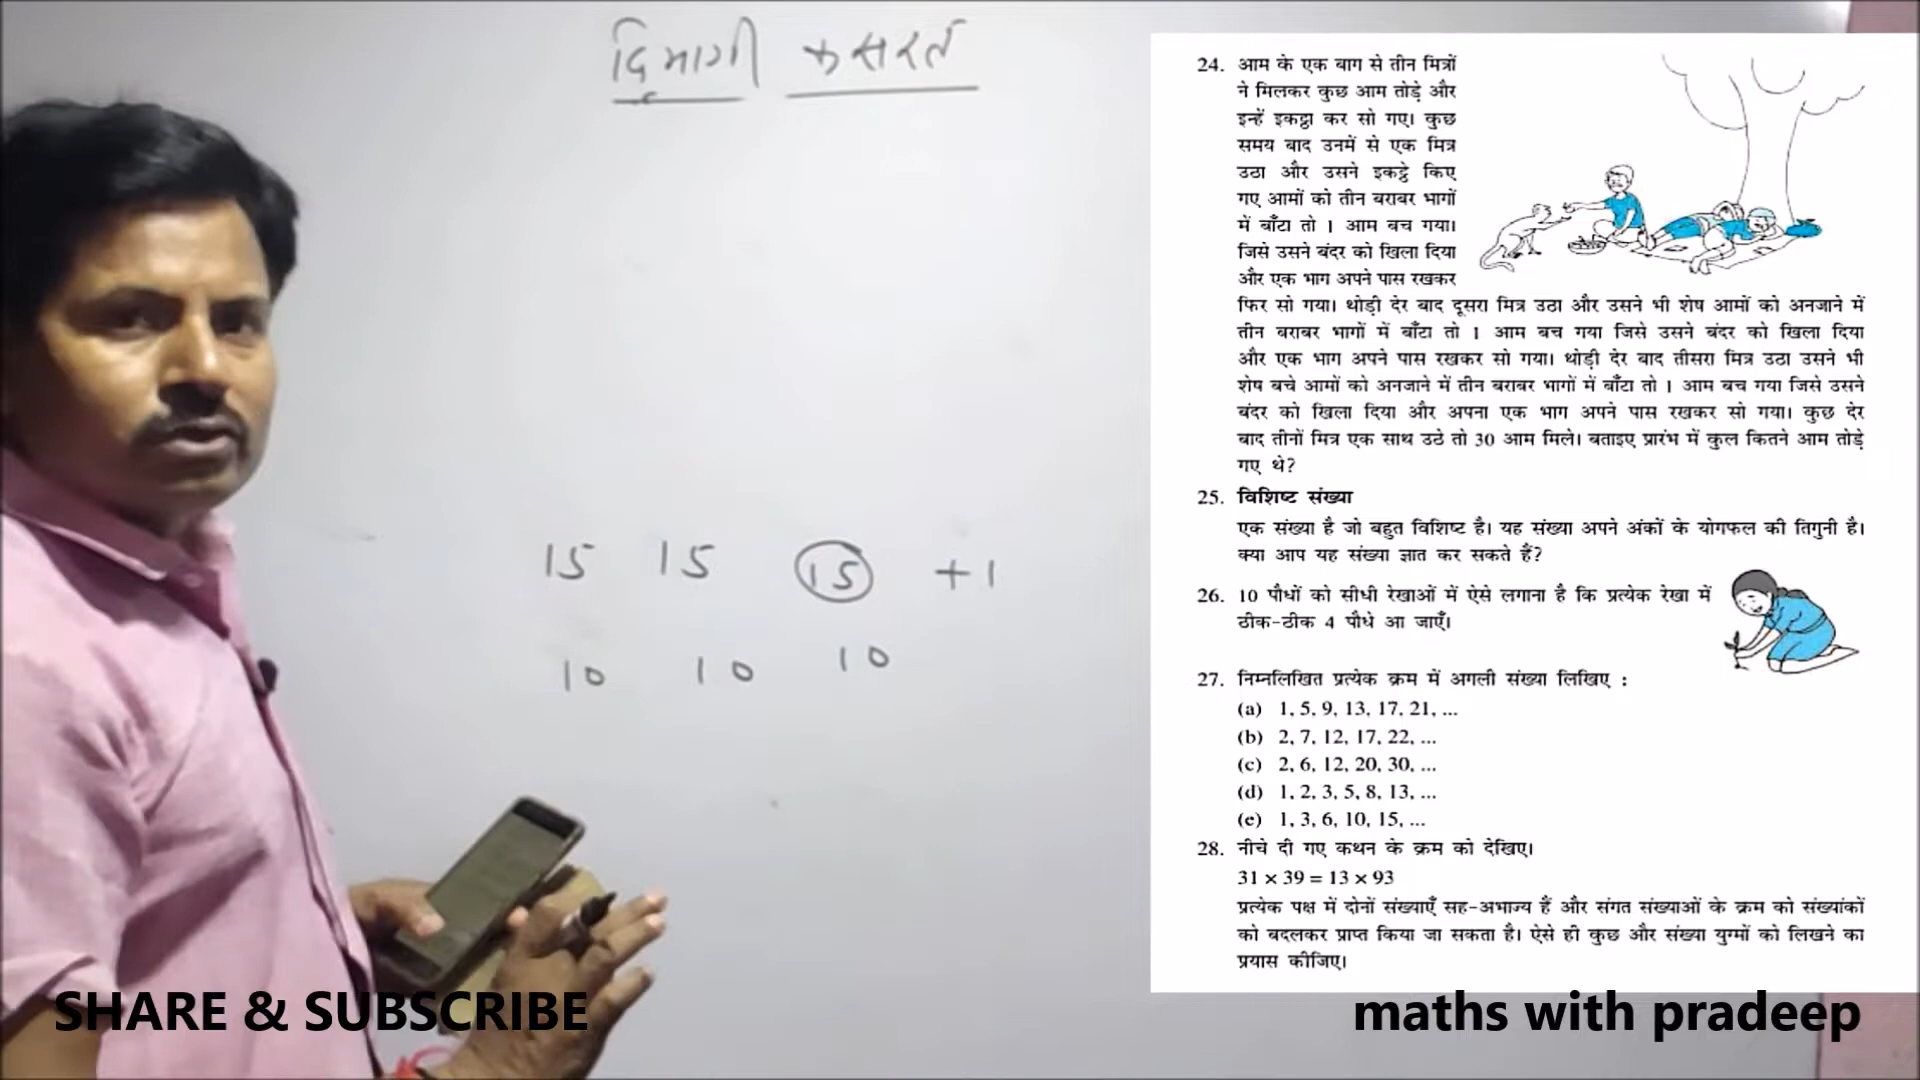 दिमागी कसरत
15 15 15 +1
10 10 10
24. आम के एक बाग से तीन मित्रों
ने मिलकर कुछ आम तोड़े और
इन्हें इकट्ठा कर सो गए। कुछ
समय बाद उनमें से एक मित्र
उठा और उसने इकट्ठे किए
गए आमों को तीन बराबर भागों
में बाँटा तो 1 आम बच गया।
जिसे उसने बंदर को खिला दिया
और एक भाग अपने पास रखकर
फिर सो गया। थोड़ी देर बाद दूसरा मित्र उठा और उसने भी शेष आमों को अनजाने में
तीन बराबर भागों में बाँटा तो 1 आम बच गया जिसे उसने बंदर को खिला दिया
और एक भाग अपने पास रखकर सो गया। थोड़ी देर बाद तीसरा मित्र उठा उसने भी
शेष बचे आमों को अनजाने में तीन बराबर भागों में बाँटा तो 1 आम बच गया जिसे उसने
बंदर को खिला दिया और अपना एक भाग अपने पास रखकर सो गया। कुछ देर
बाद तीनों मित्र एक साथ उठे तो 30 आम मिले। बताइए प्रारंभ में कुल कितने आम तोड़े
गए थे?
25. विशिष्ट संख्या
एक संख्या है जो बहुत विशिष्ट है। यह संख्या अपने अंकों के योगफल की तिगुनी है।
क्या आप यह संख्या ज्ञात कर सकते हैं?
26. 10 पौधों को सीधी रेखाओं में ऐसे लगाना है कि प्रत्येक रेखा में
ठीक-ठीक 4 पौधे आ जाएँ।
27. निम्नलिखित प्रत्येक क्रम में अगली संख्या लिखिए :
(a) 1, 5, 9, 13, 17, 21, ...
(b) 2, 7, 12, 17, 22, ...
(c) 2, 6, 12, 20, 30, ...
(d) 1, 2, 3, 5, 8, 13, ...
(e) 1, 3, 6, 10, 15, ...
28. नीचे दी गए कथन के क्रम को देखिए।
31 × 39 = 13 × 93
प्रत्येक पक्ष में दोनों संख्याएँ सह-अभाज्य हैं और संगत संख्याओं के क्रम को संख्यांकों
को बदलकर प्राप्त किया जा सकता है। ऐसे ही कुछ और संख्या युग्मों को लिखने का
प्रयास कीजिए।
SHARE & SUBSCRIBE
maths with pradeep